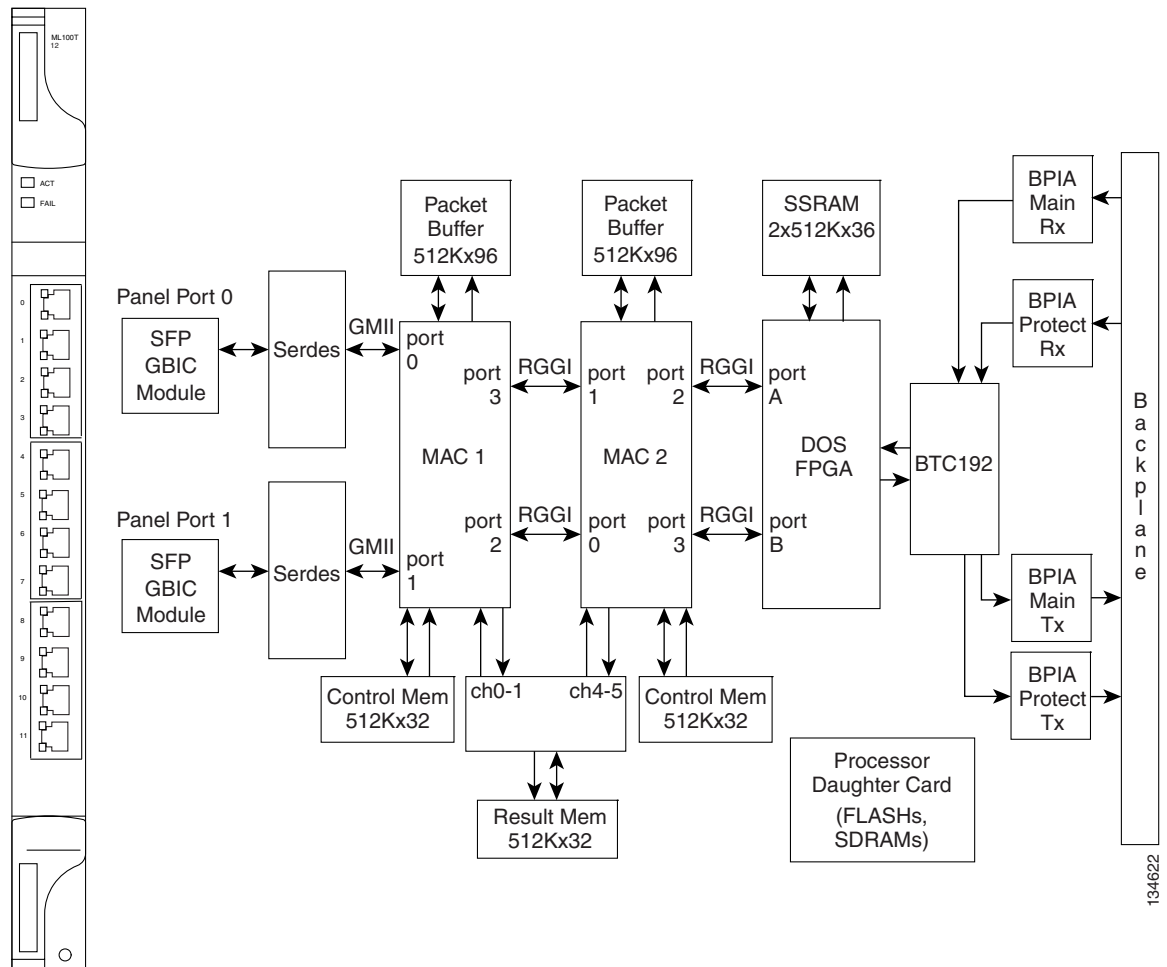 ML100T
12
ACT
FAIL
0
1
2
3
4
5
6
7
8
9
10
11
Panel Port 0
SFP
GBIC
Module
Serdes
GMII
Panel Port 1
SFP
GBIC
Module
Serdes
GMII
Packet
Buffer
512Kx96
port
0
port
3
MAC 1
port
2
port
1
RGGI
RGGI
Packet
Buffer
512Kx96
port
1
port
2
MAC 2
port
0
port
3
RGGI
RGGI
SSRAM
2x512Kx36
port
A
DOS
FPGA
port
B
BTC192
BPIA
Main
Rx
BPIA
Protect
Rx
BPIA
Main
Tx
BPIA
Protect
Tx
Backplane
Control Mem
512Kx32
ch0-1 ch4-5
Control Mem
512Kx32
Result Mem
512Kx32
Processor
Daughter Card
(FLASHs,
SDRAMs)
134622